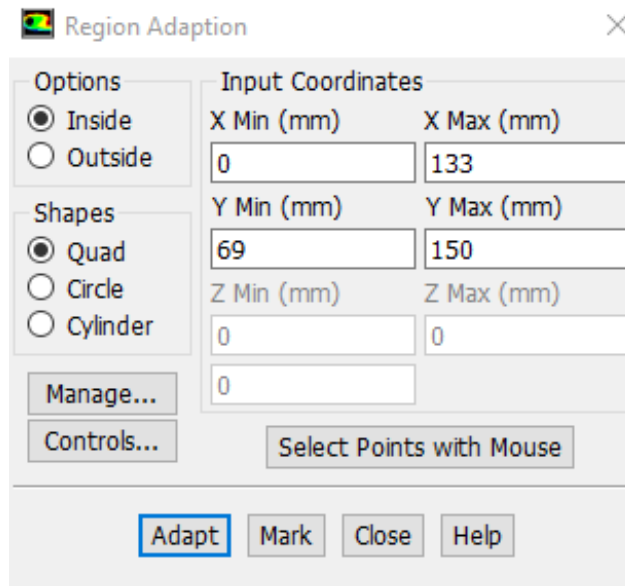 Region Adaption
Options
Inside
Outside
Shapes
Quad
Circle
Cylinder
Manage...
Controls...
Input Coordinates
X Min (mm) X Max (mm)
0 133
Y Min (mm) Y Max (mm)
69 150
Z Min (mm) Z Max (mm)
0 0
0
Select Points with Mouse
Adapt Mark Close Help